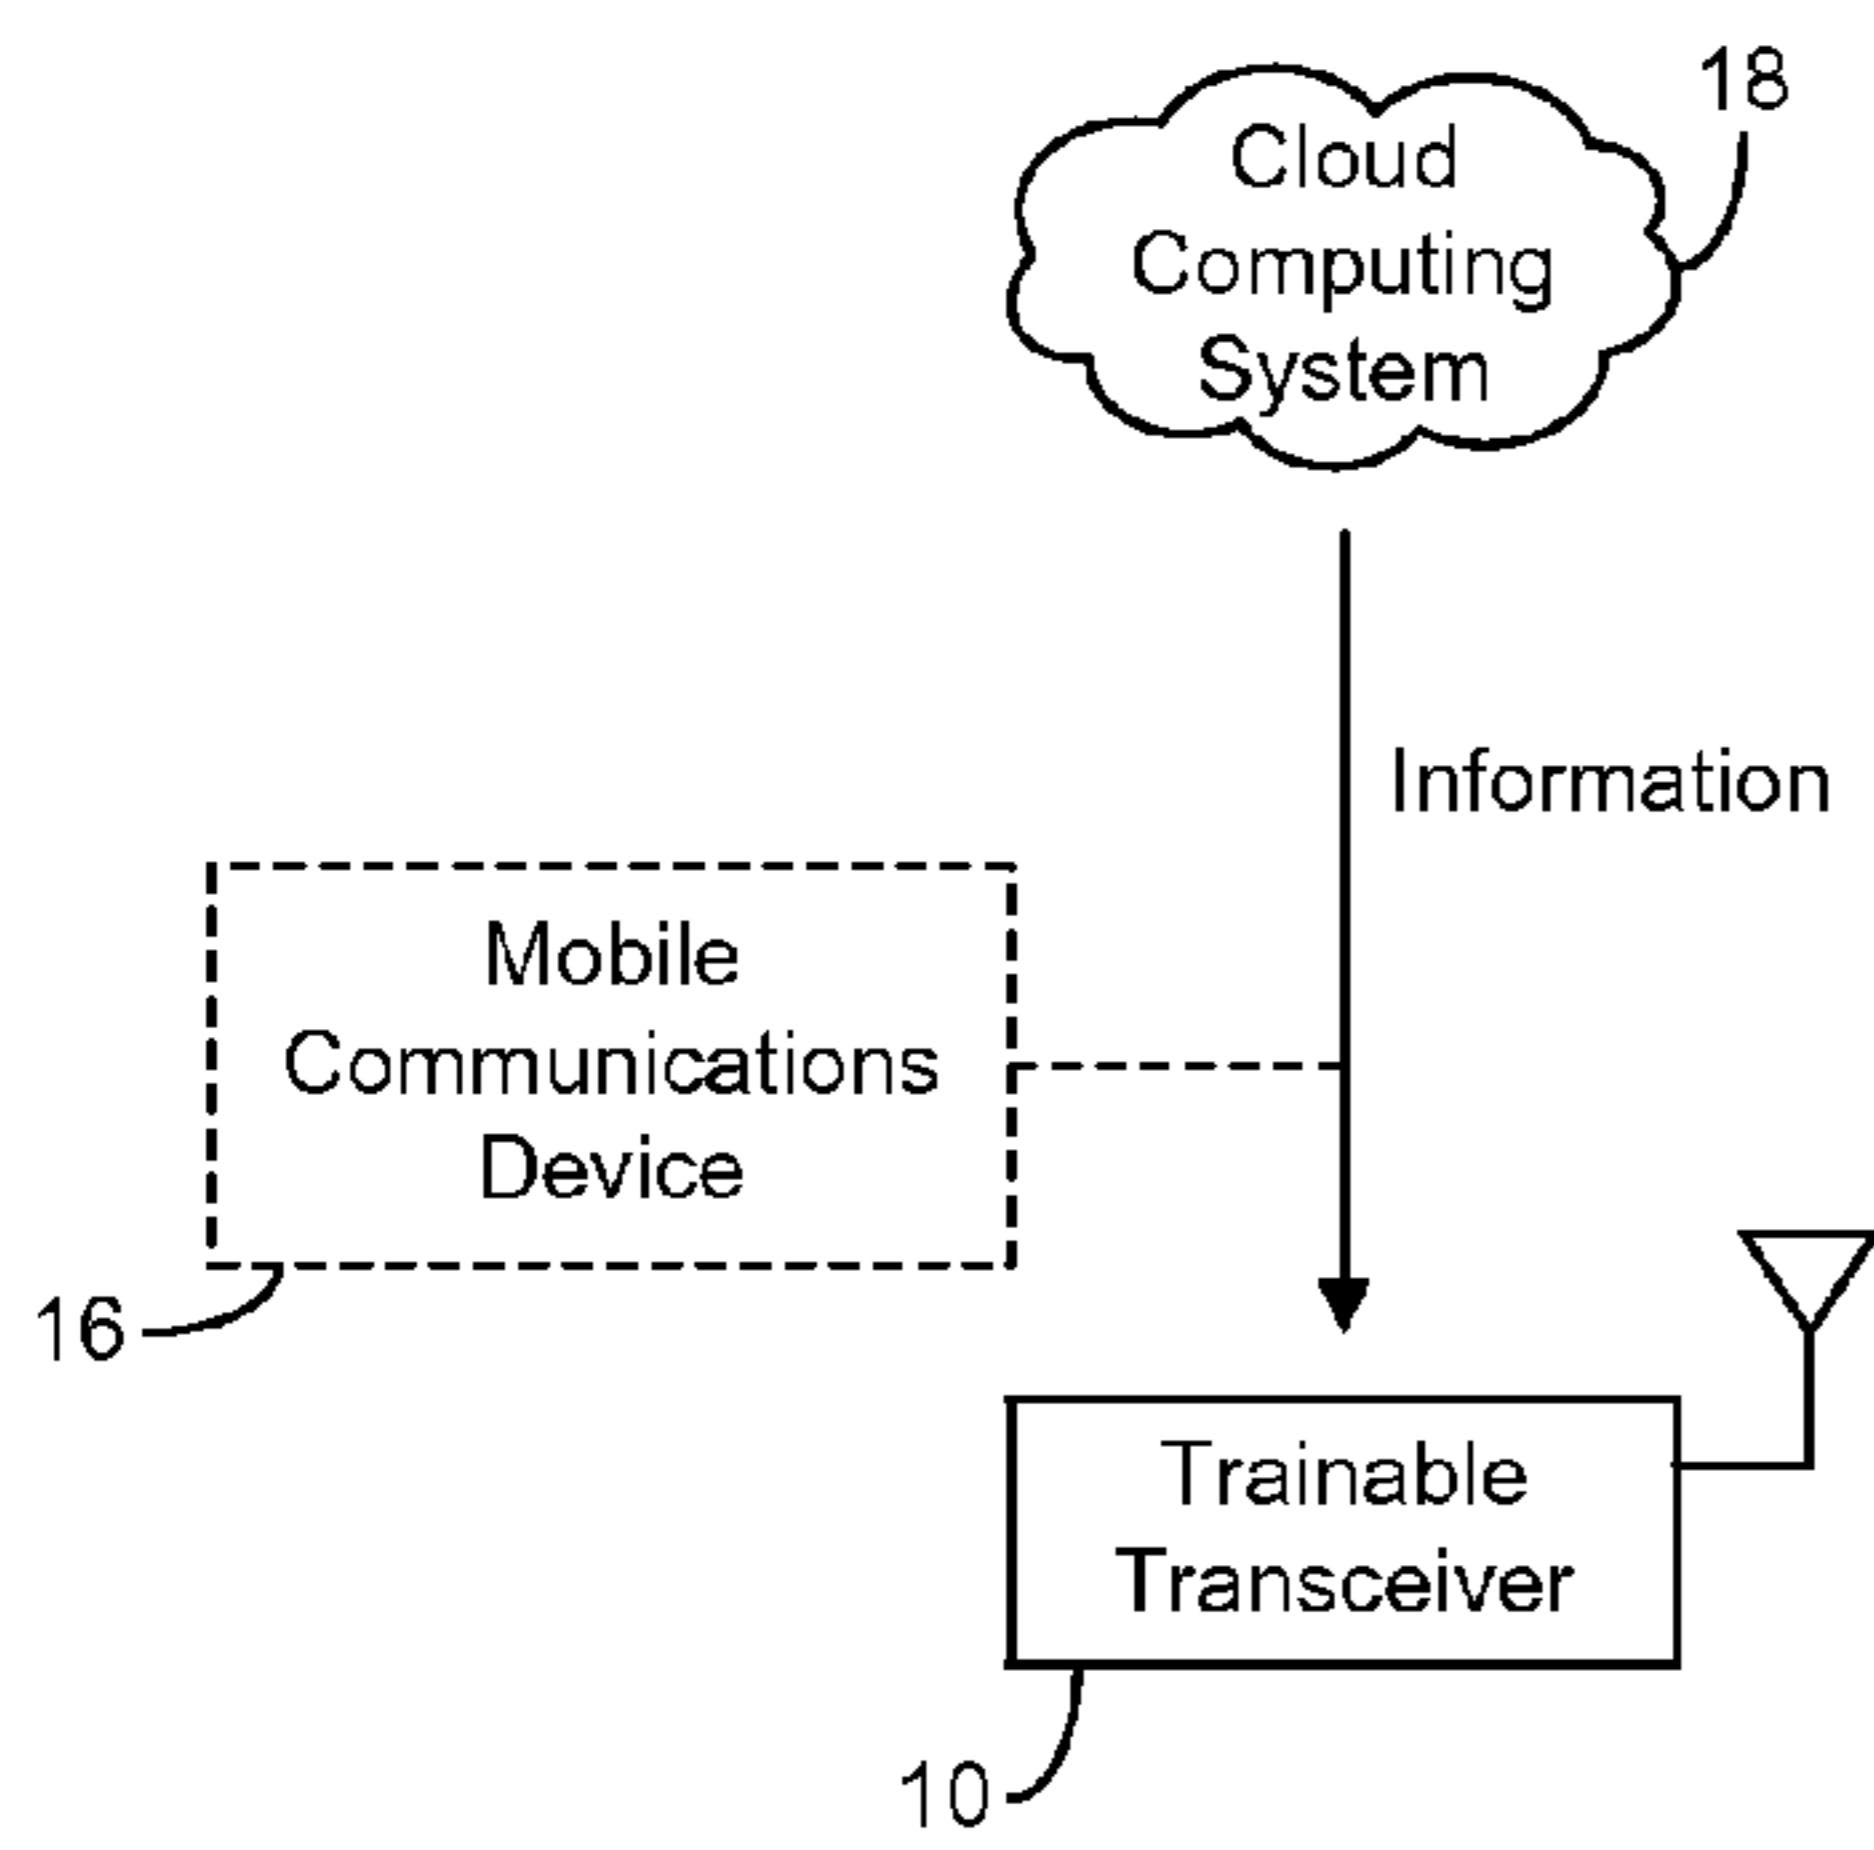 18
Cloud
Computing
System
Information
Mobile
Communications
Device
16
Trainable
Transceiver
10